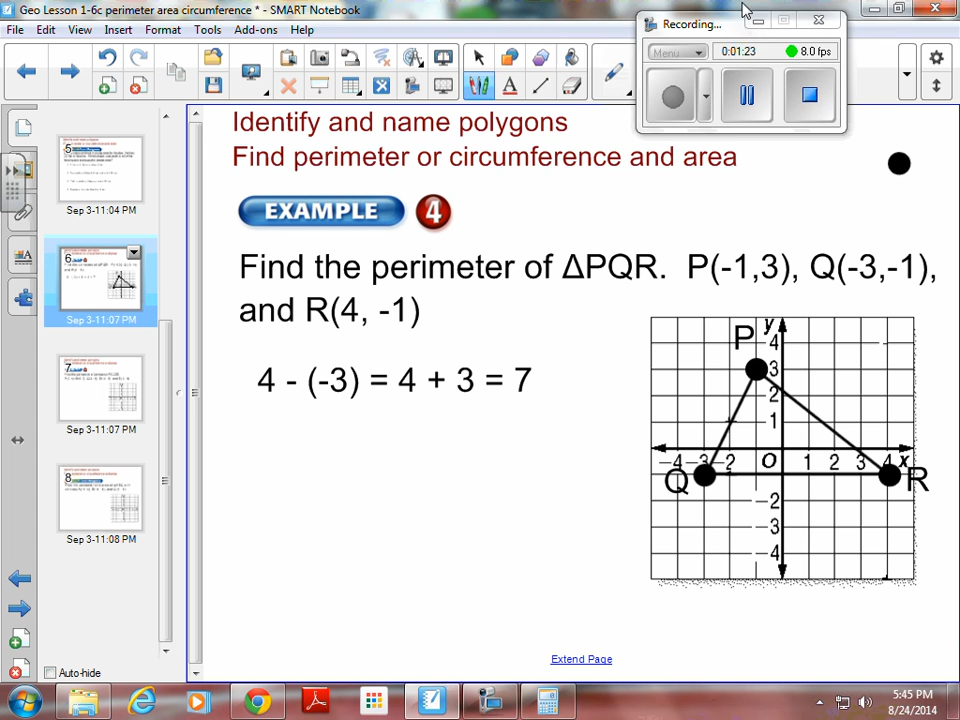 Geo Lesson 1-6c perimeter area circumference * - SMART Notebook
File Edit View Insert Format Tools Add-ons Help
Recording...
Menu 0:01:23 8.0 fps
5
Sep 3-11:04 PM
6
Sep 3-11:07 PM
7
Sep 3-11:07 PM
8
Sep 3-11:08 PM
Auto-hide
Identify and name polygons
Find perimeter or circumference and area
EXAMPLE 4
Find the perimeter of ΔPQR. P(-1,3), Q(-3,-1),
and R(4, -1)
4 - (-3) = 4 + 3 = 7
P y
4
3
2
1
-4 -3 -2 O 1 2 3 4 x
Q R
-2
-3
4
Extend Page
5:45 PM
8/24/2014